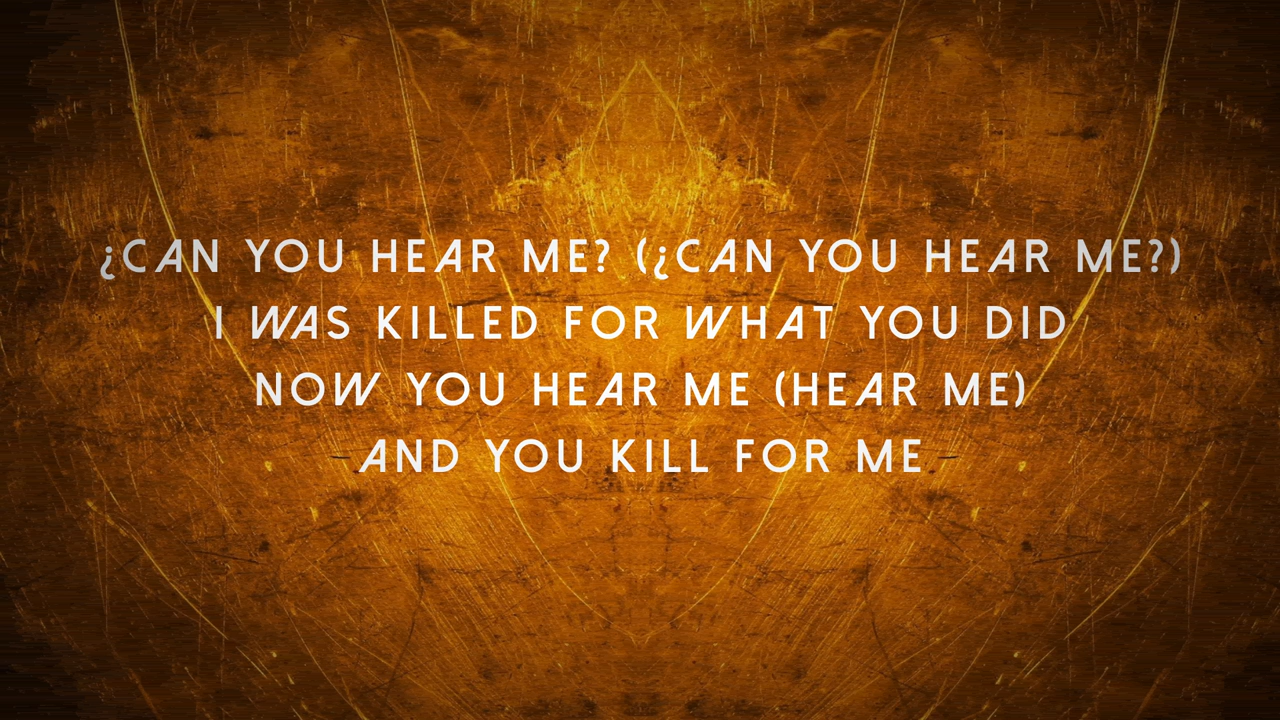 ¿CAN YOU HEAR ME? (¿CAN YOU HEAR ME?)
I WAS KILLED FOR WHAT YOU DID
NOW YOU HEAR ME (HEAR ME)
AND YOU KILL FOR ME